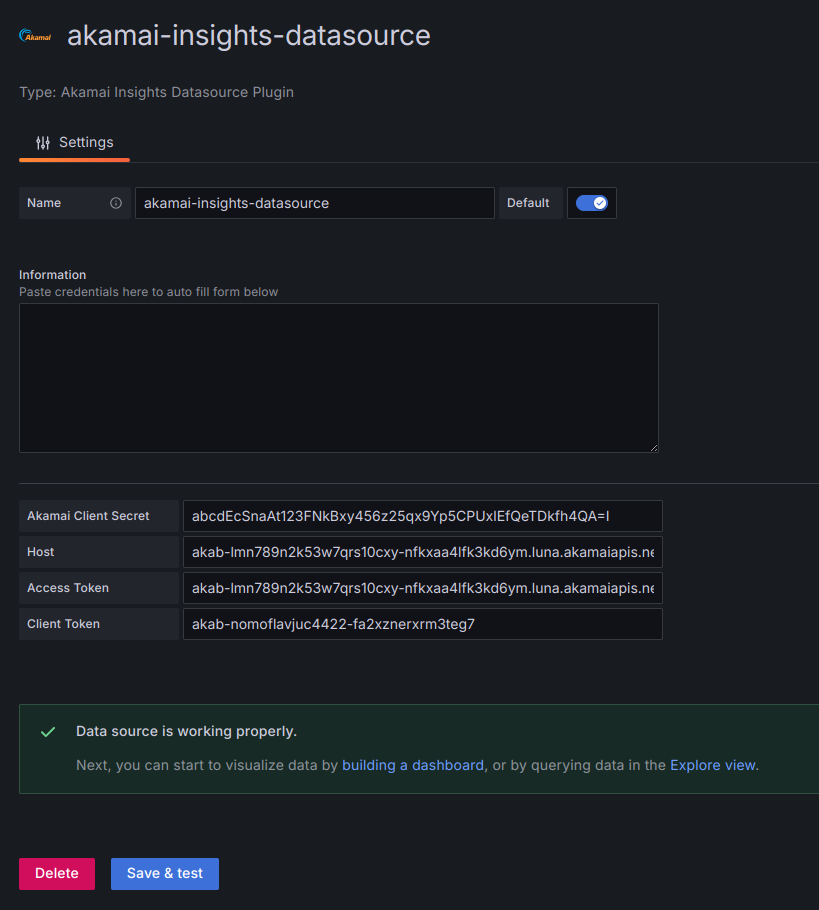 Akamai
akamai-insights-datasource
Type: Akamai Insights Datasource Plugin
Settings
Name akamai-insights-datasource Default
Information
Paste credentials here to auto fill form below
Akamai Client Secret abcdEcSnaAt123FNkBxy456z25qx9Yp5CPUxIEfQeTDkfh4QA=I
Host akab-lmn789n2k53w7qrs10cxy-nfkxaa4lfk3kd6ym.luna.akamaiapis.ne
Access Token akab-lmn789n2k53w7qrs10cxy-nfkxaa4lfk3kd6ym.luna.akamaiapis.ne
Client Token akab-nomoflavjuc4422-fa2xznerxrm3teg7
Data source is working properly.
Next, you can start to visualize data by building a dashboard, or by querying data in the Explore view.
Delete Save & test